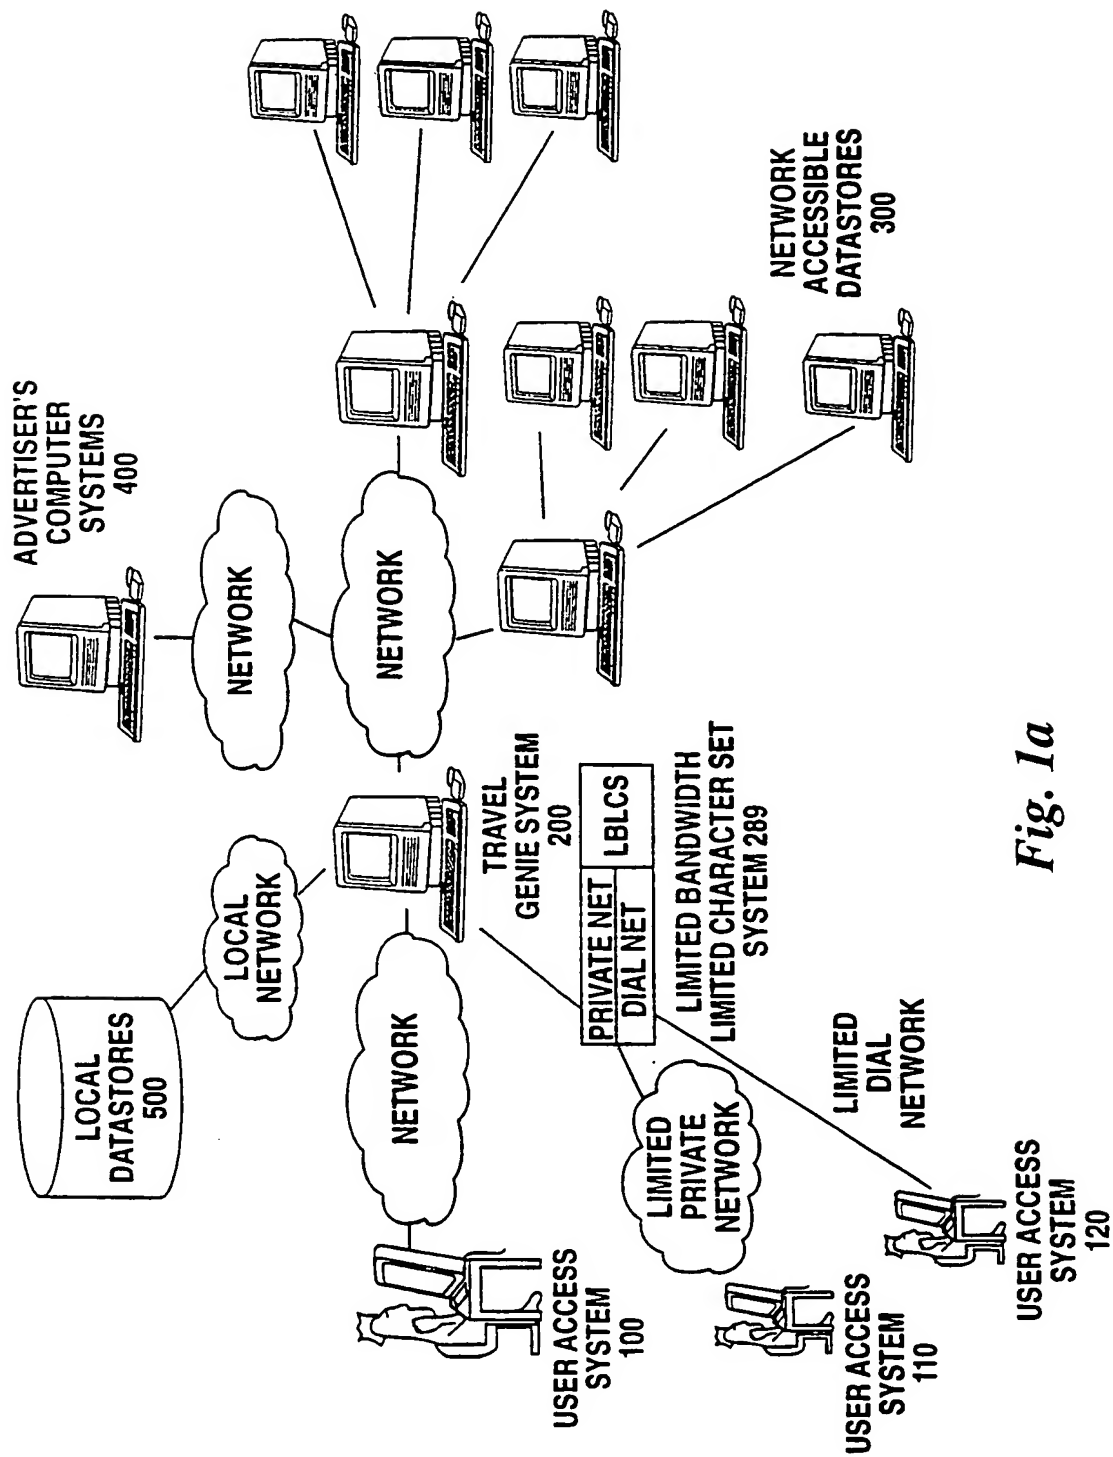 ADVERTISER'S
COMPUTER
SYSTEMS
400
NETWORK
ACCESSIBLE
DATASTORES
300
NETWORK
NETWORK
LOCAL
DATASTORES
500
LOCAL
NETWORK
TRAVEL
GENIE SYSTEM
200
NETWORK
PRIVATE NET
DIAL NET
LBLCS
LIMITED BANDWIDTH
LIMITED CHARACTER SET
SYSTEM 289
LIMITED
PRIVATE
NETWORK
LIMITED
DIAL
NETWORK
USER ACCESS
SYSTEM
100
USER ACCESS
SYSTEM
110
USER ACCESS
SYSTEM
120
Fig. 1a